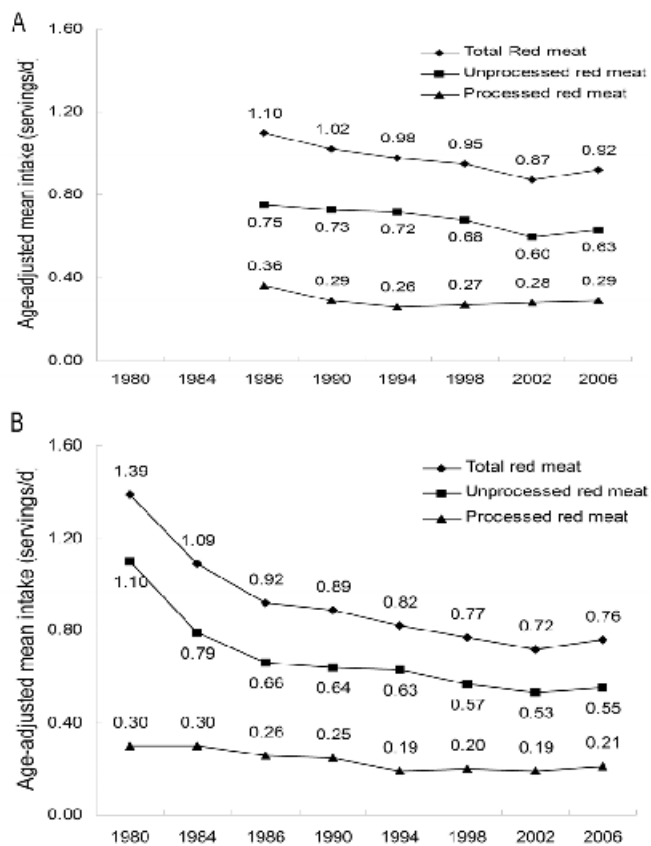 A
1.60
1.20
0.80
0.40
0.00
Age-adjusted mean intake (servings/d)
Total Red meat
Unprocessed red meat
Processed red meat
1.10 1.02 0.98 0.95 0.87 0.92
0.75 0.73 0.72 0.68 0.60 0.63
0.36 0.29 0.26 0.27 0.28 0.29
1980 1984 1986 1990 1994 1998 2002 2006
B
1.60
1.20
0.80
0.40
0.00
Age-adjusted mean intake (servings/d)
Total red meat
Unprocessed red meat
Processed red meat
1.39 1.09 0.92 0.89 0.82 0.77 0.72 0.76
1.10 0.79 0.66 0.64 0.63 0.57 0.53 0.55
0.30 0.30 0.26 0.25 0.19 0.20 0.19 0.21
1980 1984 1986 1990 1994 1998 2002 2006